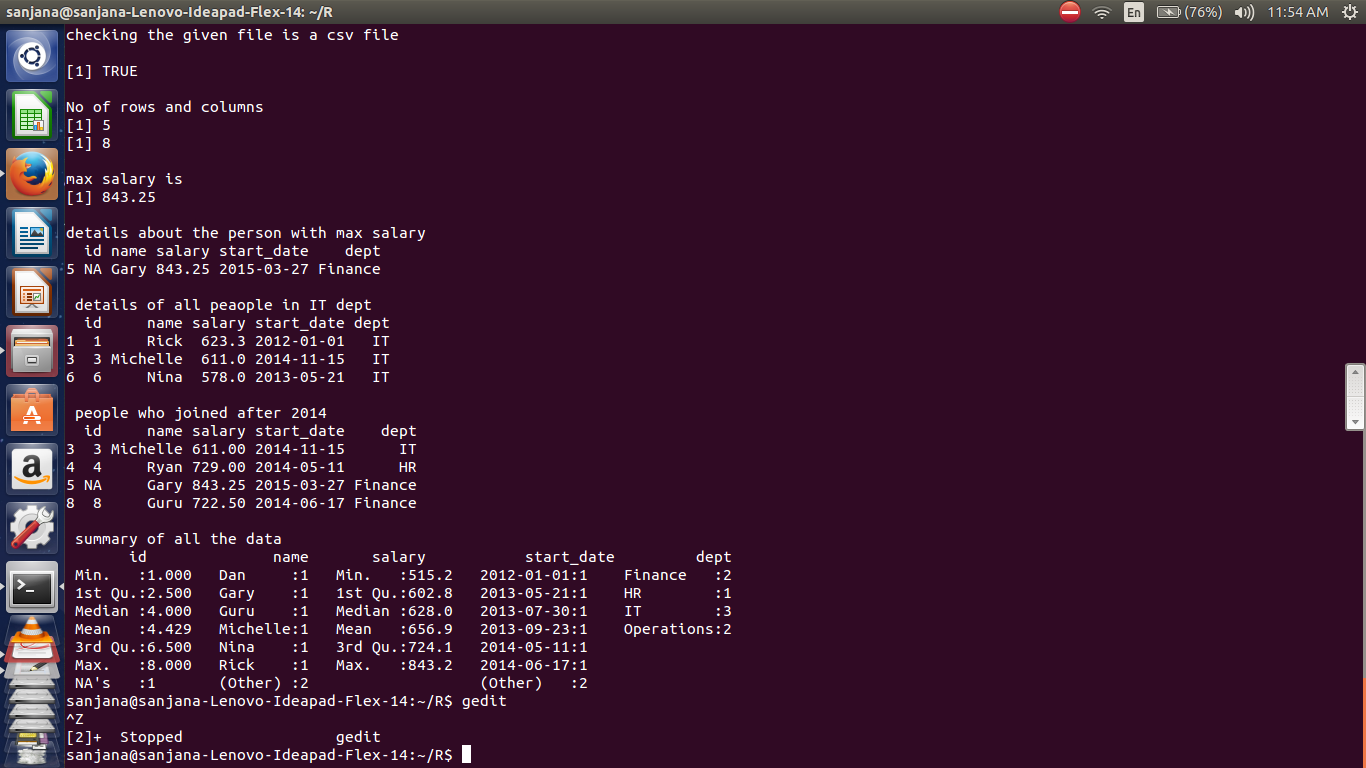 sanjana@sanjana-Lenovo-Ideapad-Flex-14: ~/R En (76%) 11:54 AM
checking the given file is a csv file
[1] TRUE
No of rows and columns
[1] 5
[1] 8
max salary is
[1] 843.25
details about the person with max salary
  id name salary start_date    dept
5 NA Gary 843.25 2015-03-27 Finance
 details of all peaople in IT dept
  id     name salary start_date dept
1  1     Rick  623.3 2012-01-01   IT
3  3 Michelle  611.0 2014-11-15   IT
6  6     Nina  578.0 2013-05-21   IT
 people who joined after 2014
  id     name salary start_date    dept
3  3 Michelle 611.00 2014-11-15      IT
4  4     Ryan 729.00 2014-05-11      HR
5 NA     Gary 843.25 2015-03-27 Finance
8  8     Guru 722.50 2014-06-17 Finance
 summary of all the data
       id              name       salary           start_date         dept
 Min.   :1.000   Dan     :1   Min.   :515.2   2012-01-01:1    Finance   :2
 1st Qu.:2.500   Gary    :1   1st Qu.:602.8   2013-05-21:1    HR        :1
 Median :4.000   Guru    :1   Median :628.0   2013-07-30:1    IT        :3
 Mean   :4.429   Michelle:1   Mean   :656.9   2013-09-23:1    Operations:2
 3rd Qu.:6.500   Nina    :1   3rd Qu.:724.1   2014-05-11:1
 Max.   :8.000   Rick    :1   Max.   :843.2   2014-06-17:1
 NA's   :1       (Other) :2                   (Other)   :2
sanjana@sanjana-Lenovo-Ideapad-Flex-14:~/R$ gedit
^Z
[2]+  Stopped                 gedit
sanjana@sanjana-Lenovo-Ideapad-Flex-14:~/R$